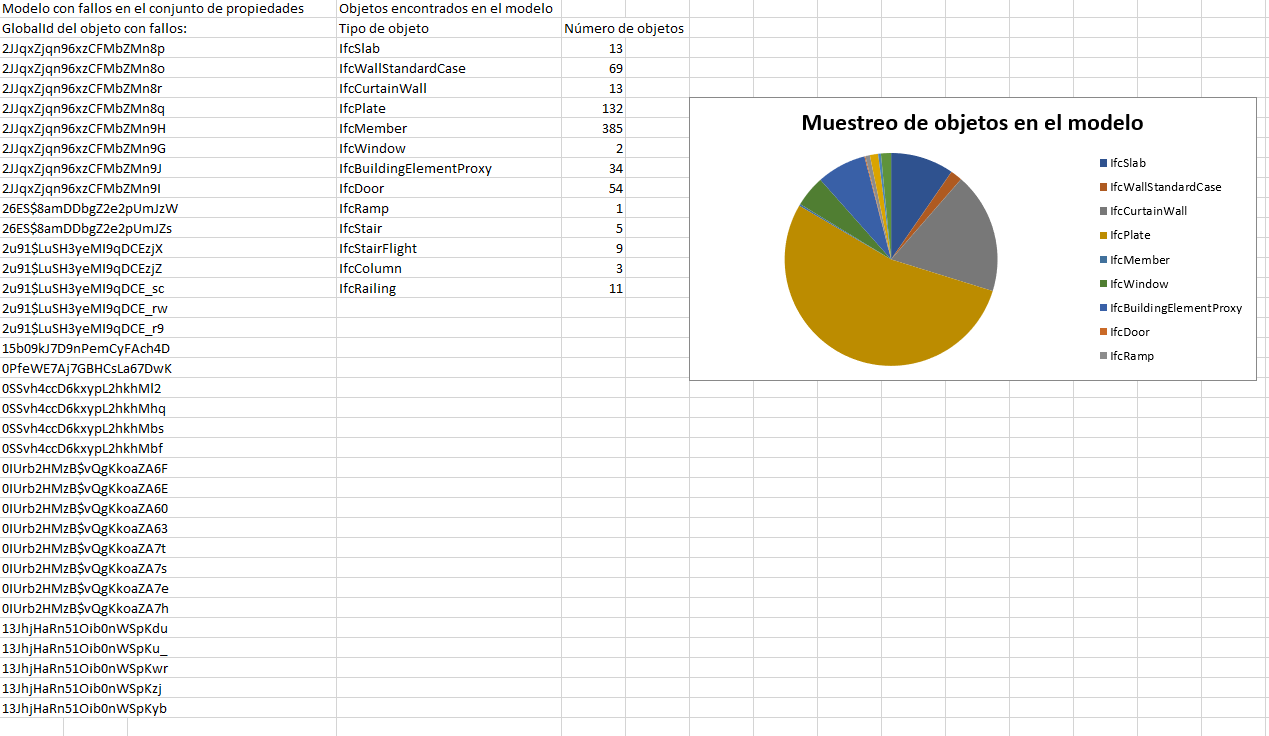 Modelo con fallos en el conjunto de propiedades Objetos encontrados en el modelo
GlobalId del objeto con fallos: Tipo de objeto Número de objetos
2JJqxZjqn96xzCFMbZMn8p IfcSlab 13
2JJqxZjqn96xzCFMbZMn8o IfcWallStandardCase 69
2JJqxZjqn96xzCFMbZMn8r IfcCurtainWall 13
2JJqxZjqn96xzCFMbZMn8q IfcPlate 132
2JJqxZjqn96xzCFMbZMn9H IfcMember 385
2JJqxZjqn96xzCFMbZMn9G IfcWindow 2
2JJqxZjqn96xzCFMbZMn9J IfcBuildingElementProxy 34
2JJqxZjqn96xzCFMbZMn9I IfcDoor 54
26ES$8amDDbgZ2e2pUmJzW IfcRamp 1
26ES$8amDDbgZ2e2pUmJZs IfcStair 5
2u91$LuSH3yeMI9qDCEzjX IfcStairFlight 9
2u91$LuSH3yeMI9qDCEzjZ IfcColumn 3
2u91$LuSH3yeMI9qDCE_sc IfcRailing 11
2u91$LuSH3yeMI9qDCE_rw
2u91$LuSH3yeMI9qDCE_r9
15b09kJ7D9nPemCyFAch4D
0PfeWE7Aj7GBHCsLa67DwK
0SSvh4ccD6kxypL2hkhMl2
0SSvh4ccD6kxypL2hkhMhq
0SSvh4ccD6kxypL2hkhMbs
0SSvh4ccD6kxypL2hkhMbf
0IUrb2HMzB$vQgKkoaZA6F
0IUrb2HMzB$vQgKkoaZA6E
0IUrb2HMzB$vQgKkoaZA60
0IUrb2HMzB$vQgKkoaZA63
0IUrb2HMzB$vQgKkoaZA7t
0IUrb2HMzB$vQgKkoaZA7s
0IUrb2HMzB$vQgKkoaZA7e
0IUrb2HMzB$vQgKkoaZA7h
13JhjHaRn51Oib0nWSpKdu
13JhjHaRn51Oib0nWSpKu_
13JhjHaRn51Oib0nWSpKwr
13JhjHaRn51Oib0nWSpKzj
13JhjHaRn51Oib0nWSpKyb
Muestreo de objetos en el modelo
IfcSlab
IfcWallStandardCase
IfcCurtainWall
IfcPlate
IfcMember
IfcWindow
IfcBuildingElementProxy
IfcDoor
IfcRamp